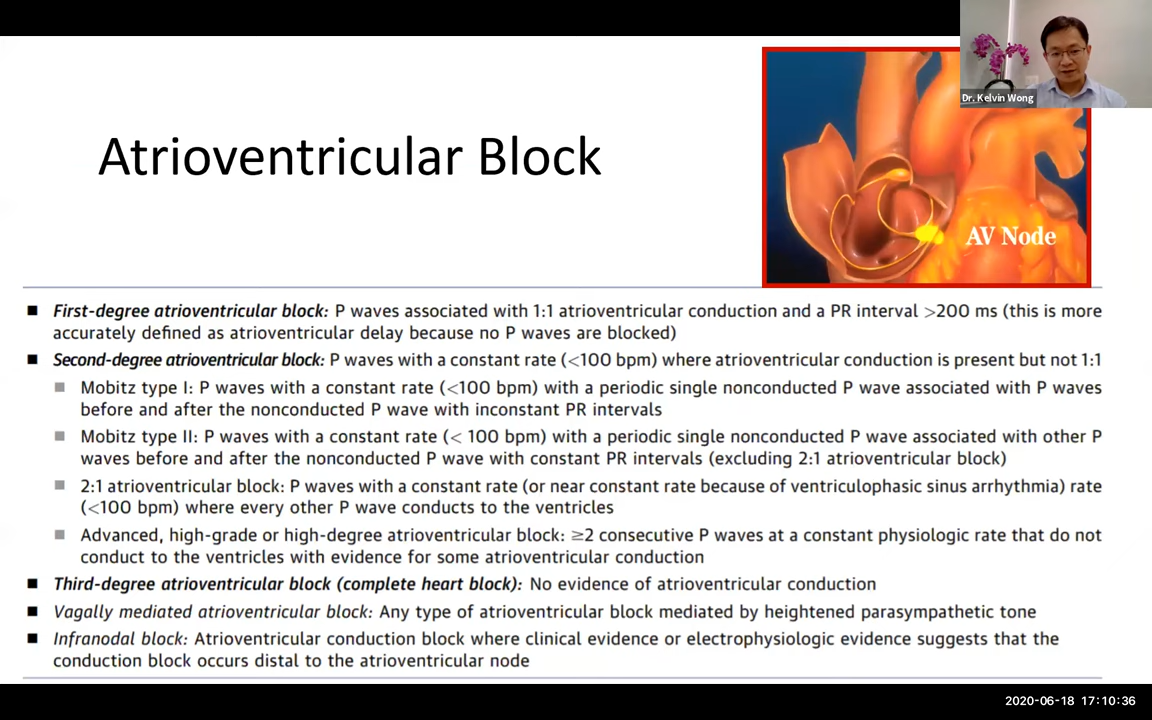 Dr. Kelvin Wong
Atrioventricular Block
AV Node
■ First-degree atrioventricular block: P waves associated with 1:1 atrioventricular conduction and a PR interval >200 ms (this is more
accurately defined as atrioventricular delay because no P waves are blocked)
■ Second-degree atrioventricular block: P waves with a constant rate (<100 bpm) where atrioventricular conduction is present but not 1:1
■ Mobitz type I: P waves with a constant rate (<100 bpm) with a periodic single nonconducted P wave associated with P waves
before and after the nonconducted P wave with inconstant PR intervals
■ Mobitz type II: P waves with a constant rate (< 100 bpm) with a periodic single nonconducted P wave associated with other P
waves before and after the nonconducted P wave with constant PR intervals (excluding 2:1 atrioventricular block)
■ 2:1 atrioventricular block: P waves with a constant rate (or near constant rate because of ventriculophasic sinus arrhythmia) rate
(<100 bpm) where every other P wave conducts to the ventricles
■ Advanced, high-grade or high-degree atrioventricular block: ≥2 consecutive P waves at a constant physiologic rate that do not
conduct to the ventricles with evidence for some atrioventricular conduction
■ Third-degree atrioventricular block (complete heart block): No evidence of atrioventricular conduction
■ Vagally mediated atrioventricular block: Any type of atrioventricular block mediated by heightened parasympathetic tone
■ Infranodal block: Atrioventricular conduction block where clinical evidence or electrophysiologic evidence suggests that the
conduction block occurs distal to the atrioventricular node
2020-06-18 17:10:36